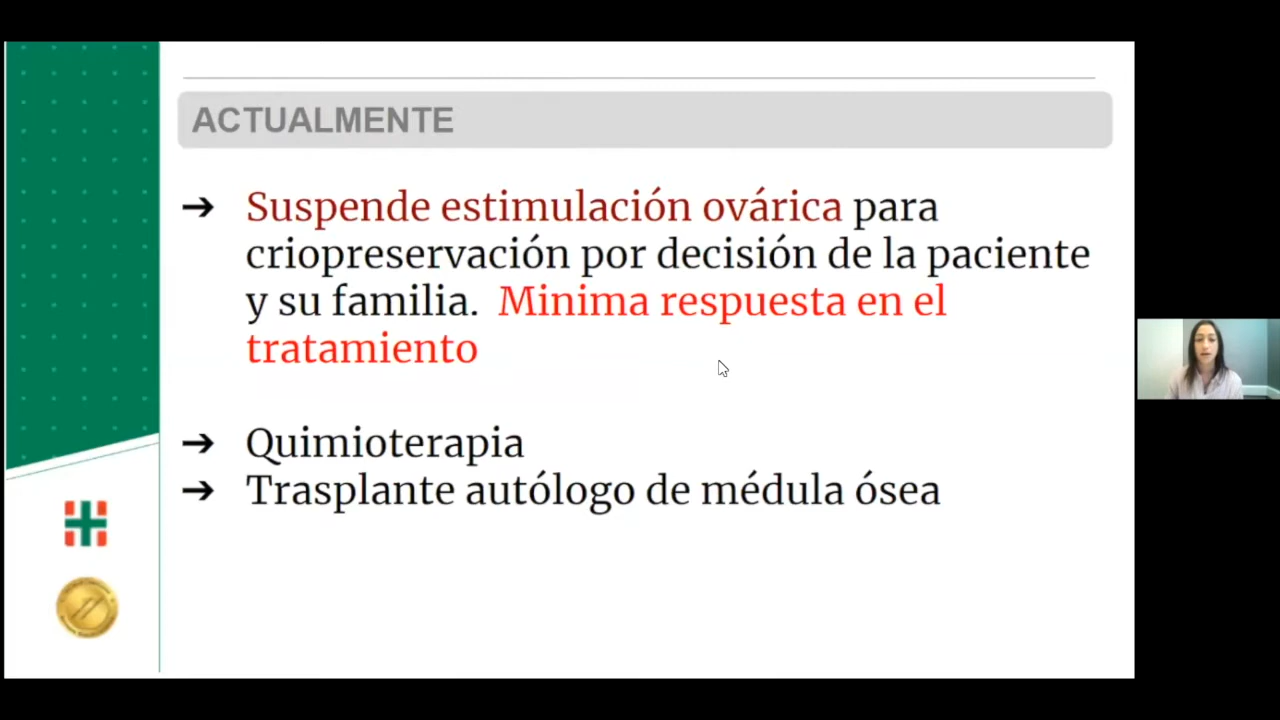 ACTUALMENTE
➔ Suspende estimulación ovárica para
criopreservación por decisión de la paciente
y su familia. Minima respuesta en el
tratamiento
➔ Quimioterapia
➔ Trasplante autólogo de médula ósea